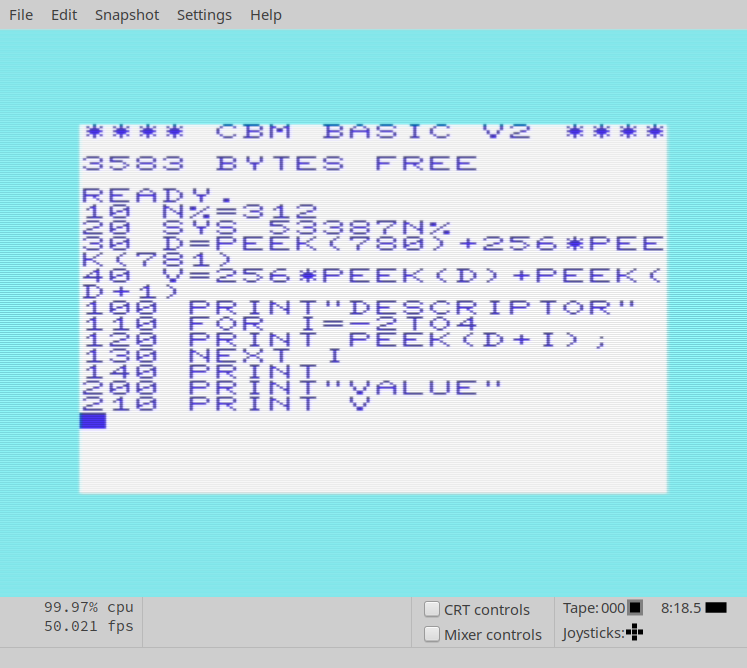 File Edit Snapshot Settings Help
**** CBM BASIC V2 ****
3583 BYTES FREE
READY.
10 N%=312
20 SYS 53387N%
30 D=PEEK(780)+256*PEE
K(781)
40 V=256*PEEK(D)+PEEK(
D+1)
100 PRINT"DESCRIPTOR"
110 FOR I=-2TO4
120 PRINT PEEK(D+I);
130 NEXT I
140 PRINT
200 PRINT"VALUE"
210 PRINT V
99.97% cpu
50.021 fps
CRT controls
Mixer controls
Tape: 000 8:18.5
Joysticks: